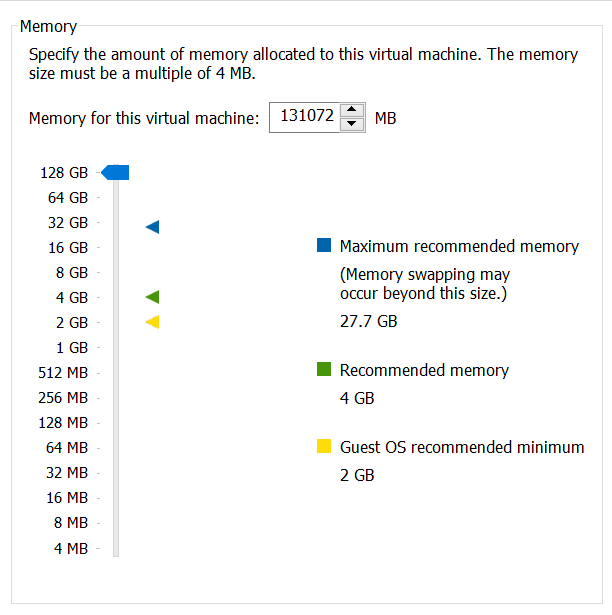 Memory
Specify the amount of memory allocated to this virtual machine. The memory
size must be a multiple of 4 MB.
Memory for this virtual machine: 131072 MB
128 GB
64 GB
32 GB
16 GB
8 GB
4 GB
2 GB
1 GB
512 MB
256 MB
128 MB
64 MB
32 MB
16 MB
8 MB
4 MB
Maximum recommended memory
(Memory swapping may
occur beyond this size.)
27.7 GB
Recommended memory
4 GB
Guest OS recommended minimum
2 GB